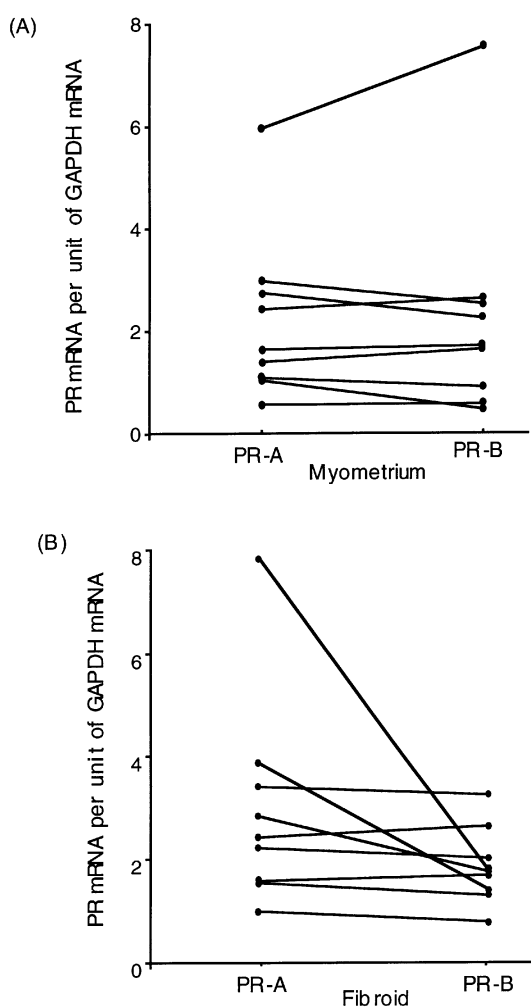 (A)
PR mRNA per unit of GAPDH mRNA
8
6
4
2
0
PR-A
PR-B
Myometrium
(B)
PR mRNA per unit of GAPDH mRNA
8
6
4
2
0
PR-A
PR-B
Fibroid